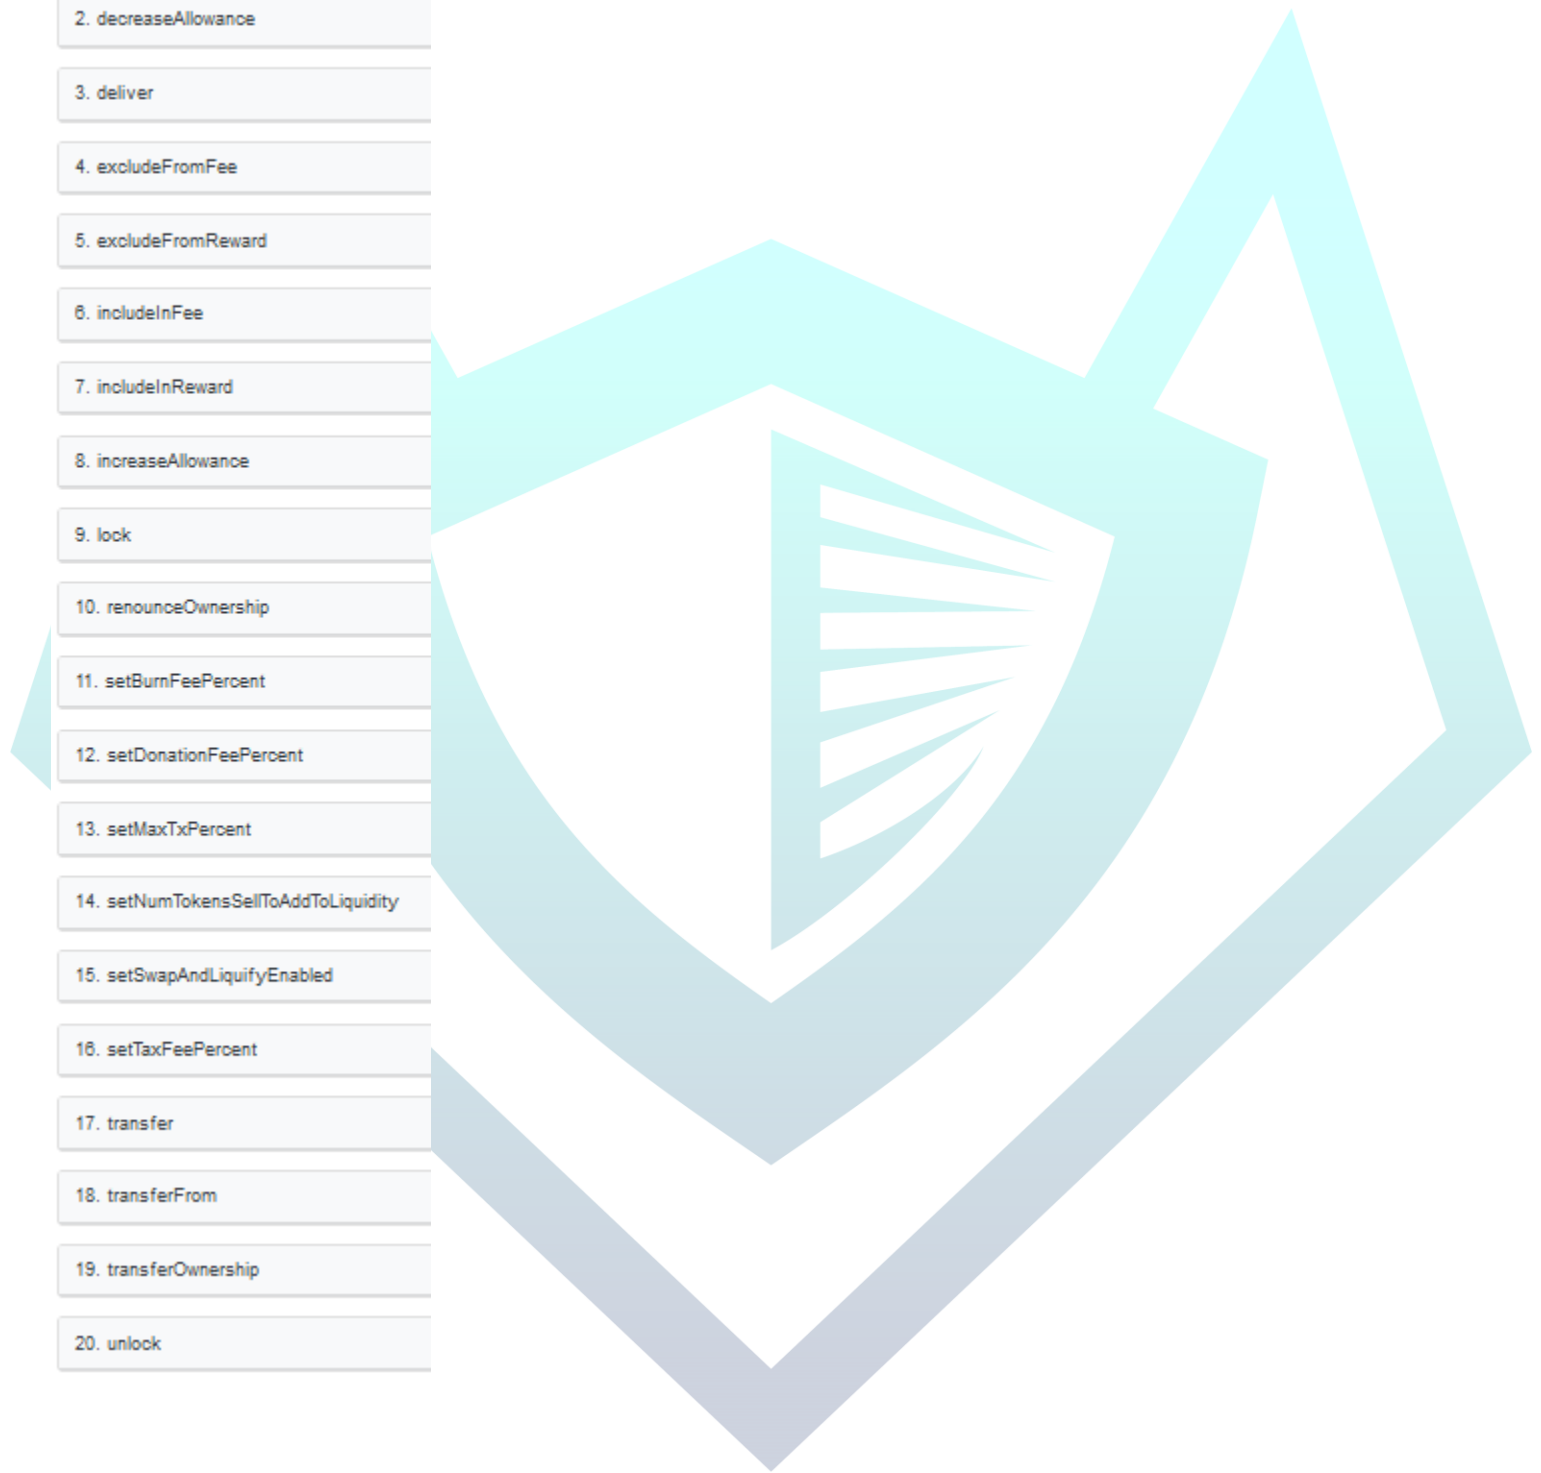 2. decreaseAllowance
3. deliver
4. excludeFromFee
5. excludeFromReward
6. includeInFee
7. includeInReward
8. increaseAllowance
9. lock
10. renounceOwnership
11. setBurnFeePercent
12. setDonationFeePercent
13. setMaxTxPercent
14. setNumTokensSellToAddToLiquidity
15. setSwapAndLiquifyEnabled
16. setTaxFeePercent
17. transfer
18. transferFrom
19. transferOwnership
20. unlock